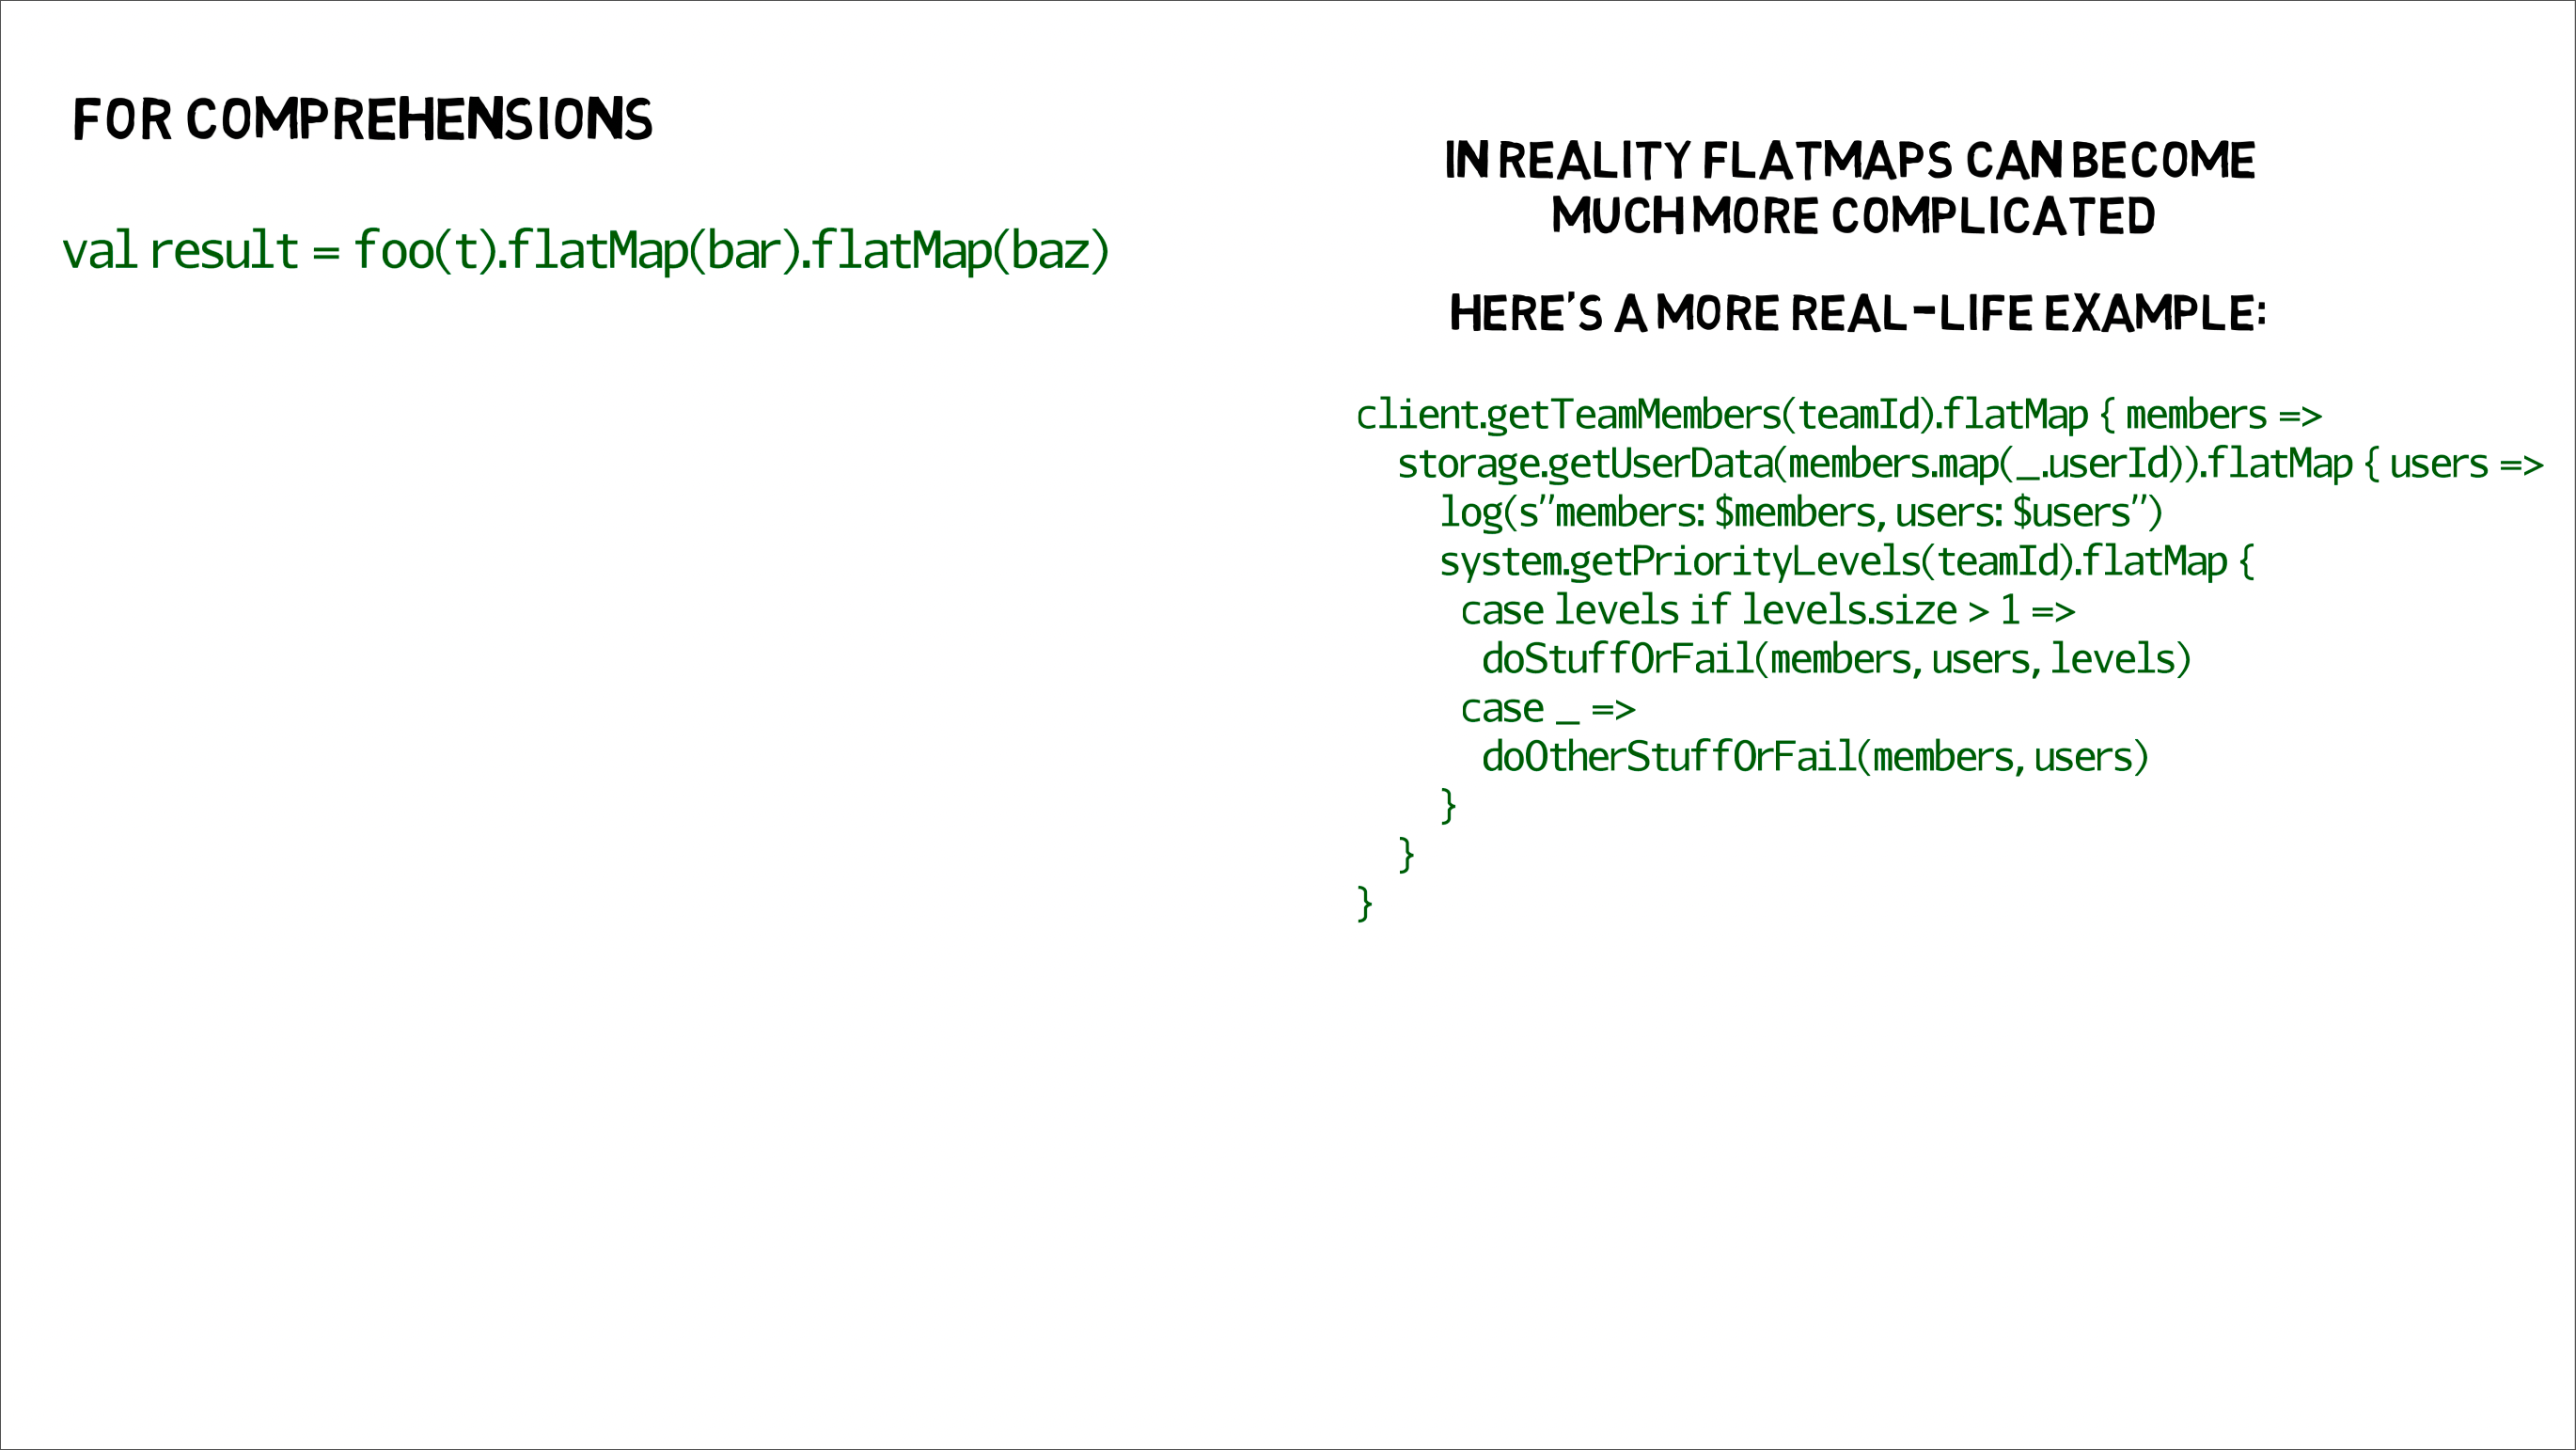 FOR COMPREHENSIONS
val result = foo(t).flatMap(bar).flatMap(baz)
IN REALITY FLATMAPS CAN BECOME
MUCH MORE COMPLICATED
HERE'S A MORE REAL-LIFE EXAMPLE:
client.getTeamMembers(teamId).flatMap { members =>
  storage.getUserData(members.map(_.userId)).flatMap { users =>
    log(s"members: $members, users: $users")
    system.getPriorityLevels(teamId).flatMap {
     case levels if levels.size > 1 =>
      doStuffOrFail(members, users, levels)
     case _ =>
      doOtherStuffOrFail(members, users)
    }
  }
}